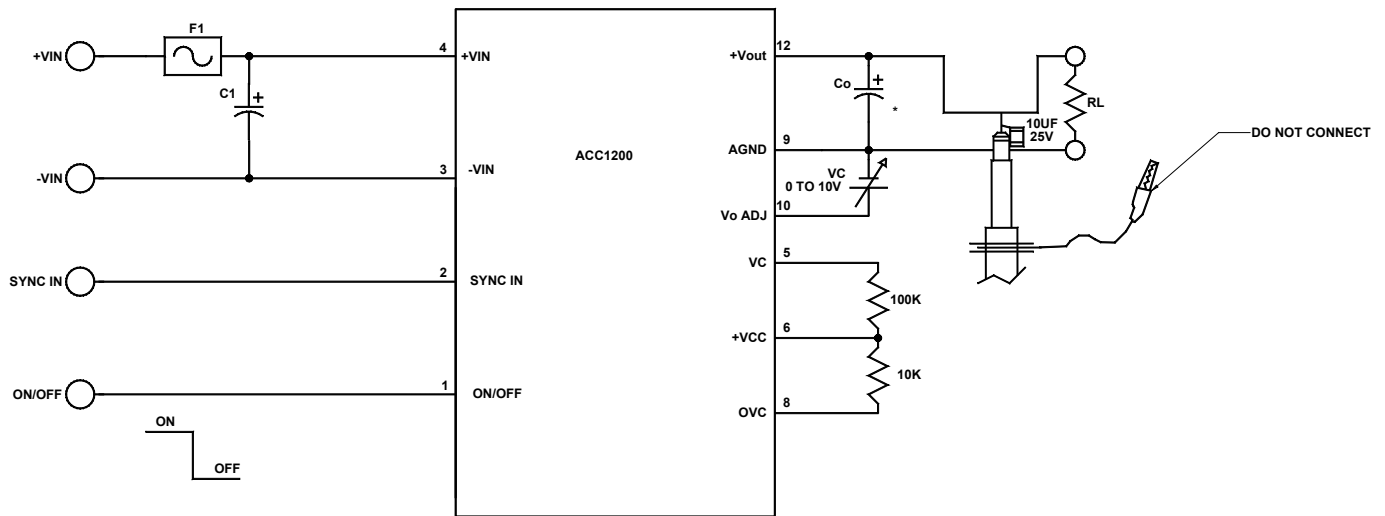 F1
+VIN
4
+VIN
C1
+
-VIN
3
-VIN
SYNC IN
2
SYNC IN
ON/OFF
1
ON/OFF
ON
OFF
ACC1200
12
+Vout
Co
+
*
RL
10UF
25V
9
AGND
VC
0 TO 10V
10
Vo ADJ
5
VC
100K
6
+VCC
10K
8
OVC
DO NOT CONNECT